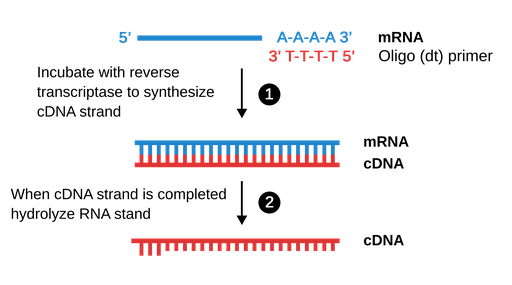 5' A-A-A-A 3' mRNA
3' T-T-T-T 5' Oligo (dt) primer
Incubate with reverse
transcriptase to synthesize
cDNA strand
1
mRNA
cDNA
When cDNA strand is completed
hydrolyze RNA stand
2
cDNA